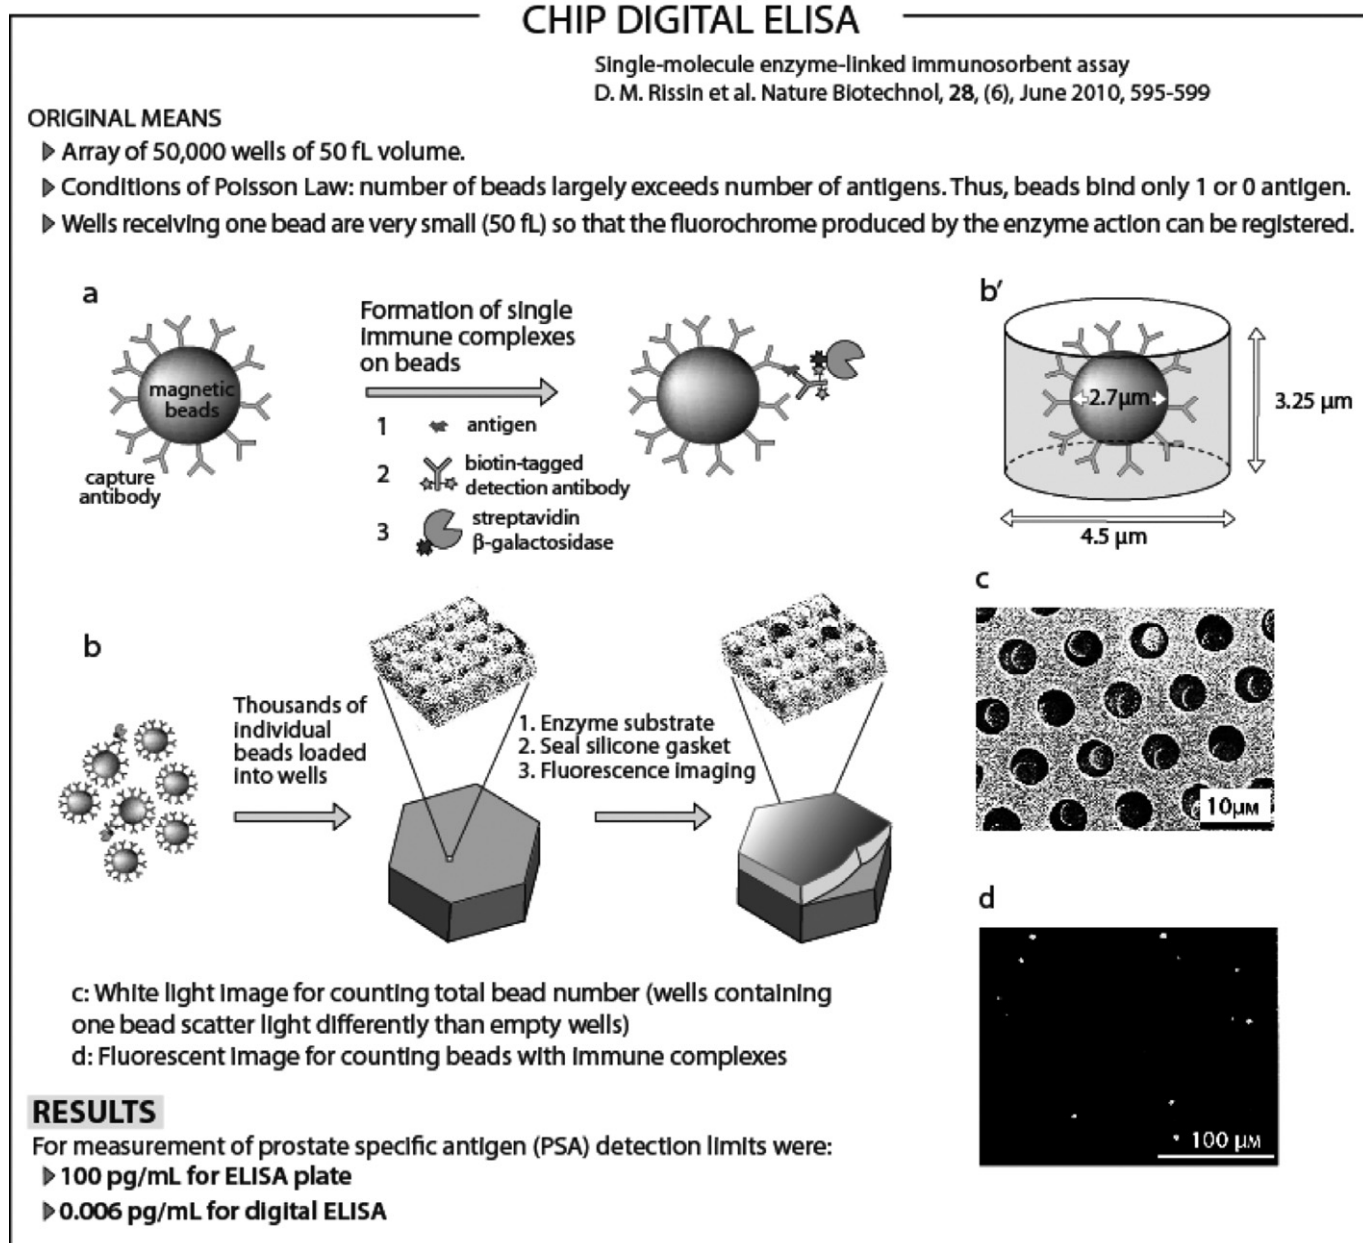 CHIP DIGITAL ELISA
Single-molecule enzyme-linked immunosorbent assay
D. M. Rissin et al. Nature Biotechnol, 28, (6), June 2010, 595-599
ORIGINAL MEANS
Array of 50,000 wells of 50 fL volume.
Conditions of Poisson Law: number of beads largely exceeds number of antigens. Thus, beads bind only 1 or 0 antigen.
Wells receiving one bead are very small (50 fL) so that the fluorochrome produced by the enzyme action can be registered.
a
magnetic
beads
capture
antibody
Formation of single
immune complexes
on beads
1 antigen
2 biotin-tagged
detection antibody
3 streptavidin
β-galactosidase
b'
2.7µm
3.25 µm
4.5 µm
b
Thousands of
individual
beads loaded
into wells
1. Enzyme substrate
2. Seal silicone gasket
3. Fluorescence imaging
c
10µm
d
100 µm
c: White light image for counting total bead number (wells containing
one bead scatter light differently than empty wells)
d: Fluorescent image for counting beads with immune complexes
RESULTS
For measurement of prostate specific antigen (PSA) detection limits were:
100 pg/mL for ELISA plate
0.006 pg/mL for digital ELISA